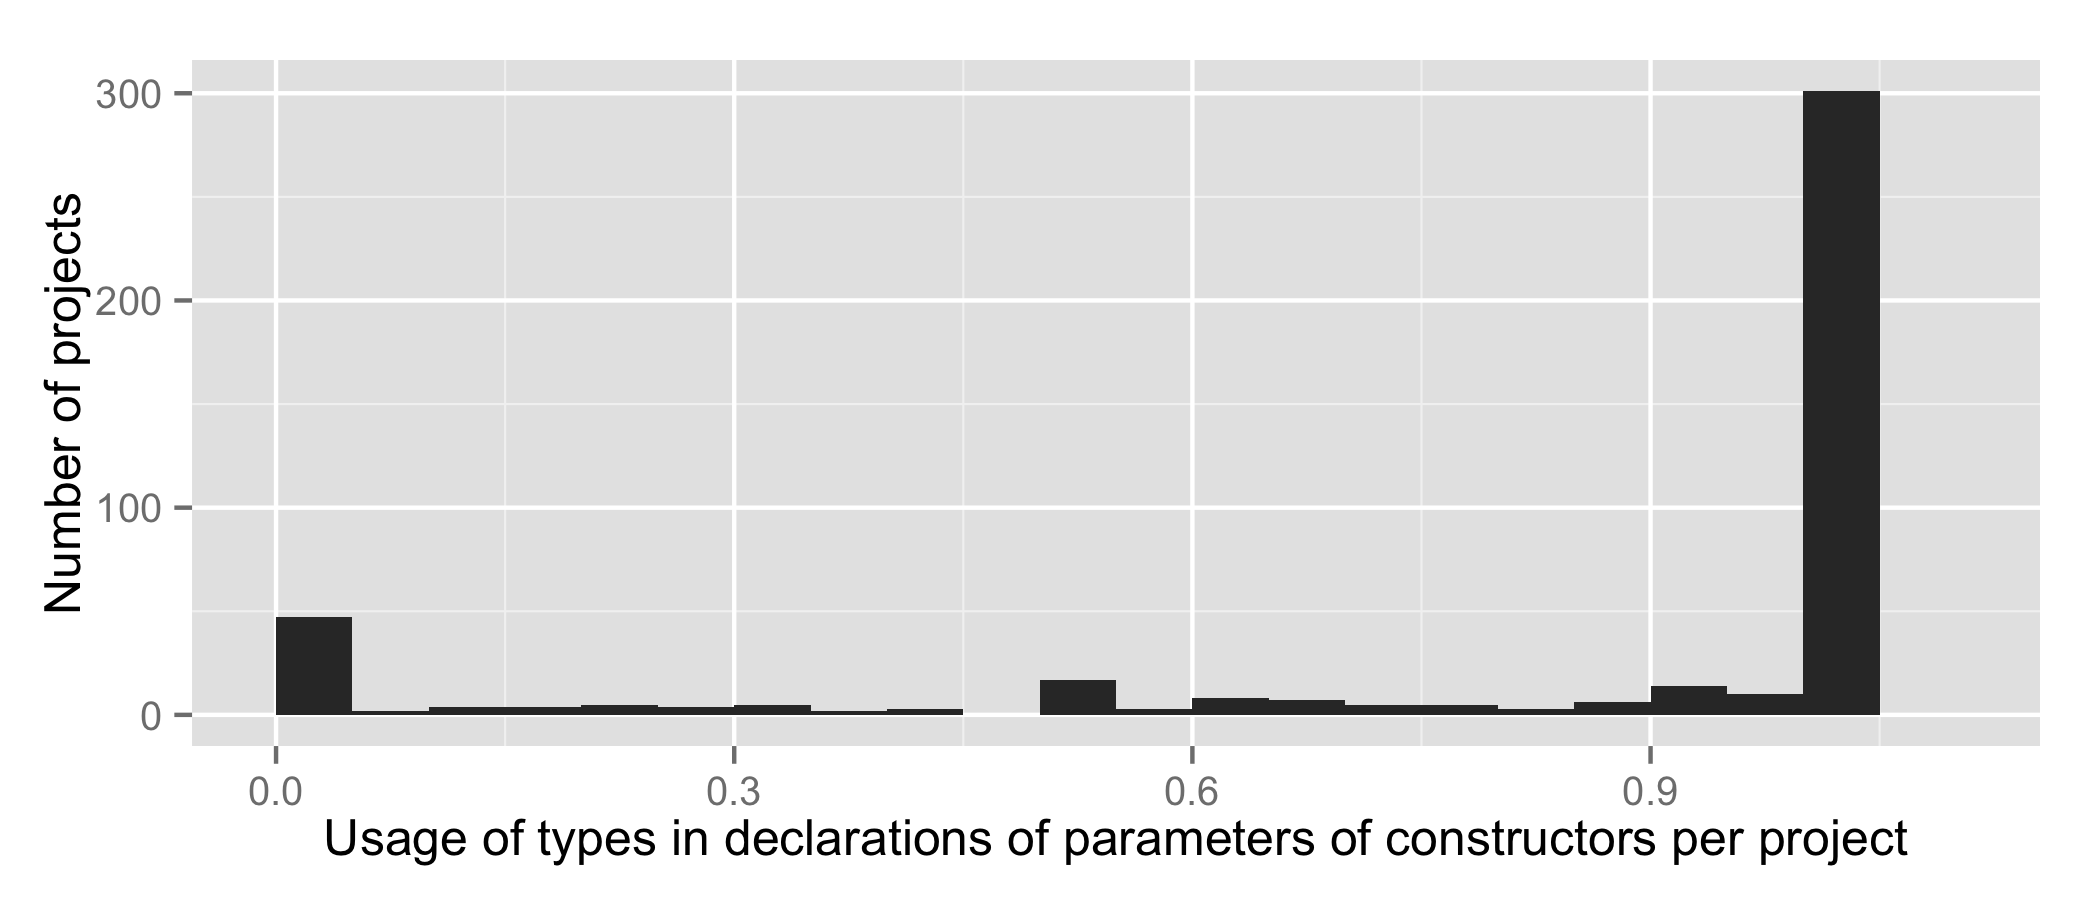 Number of projects
300
200
100
0
0.0 0.3 0.6 0.9
Usage of types in declarations of parameters of constructors per project